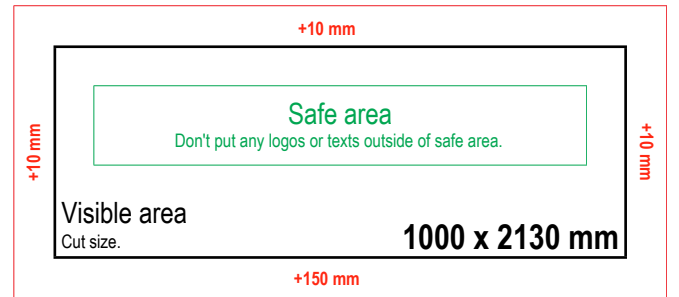 +10 mm
Safe area
Don't put any logos or texts outside of safe area.
+10 mm
+10 mm
Visible area
Cut size.
1000 x 2130 mm
+150 mm